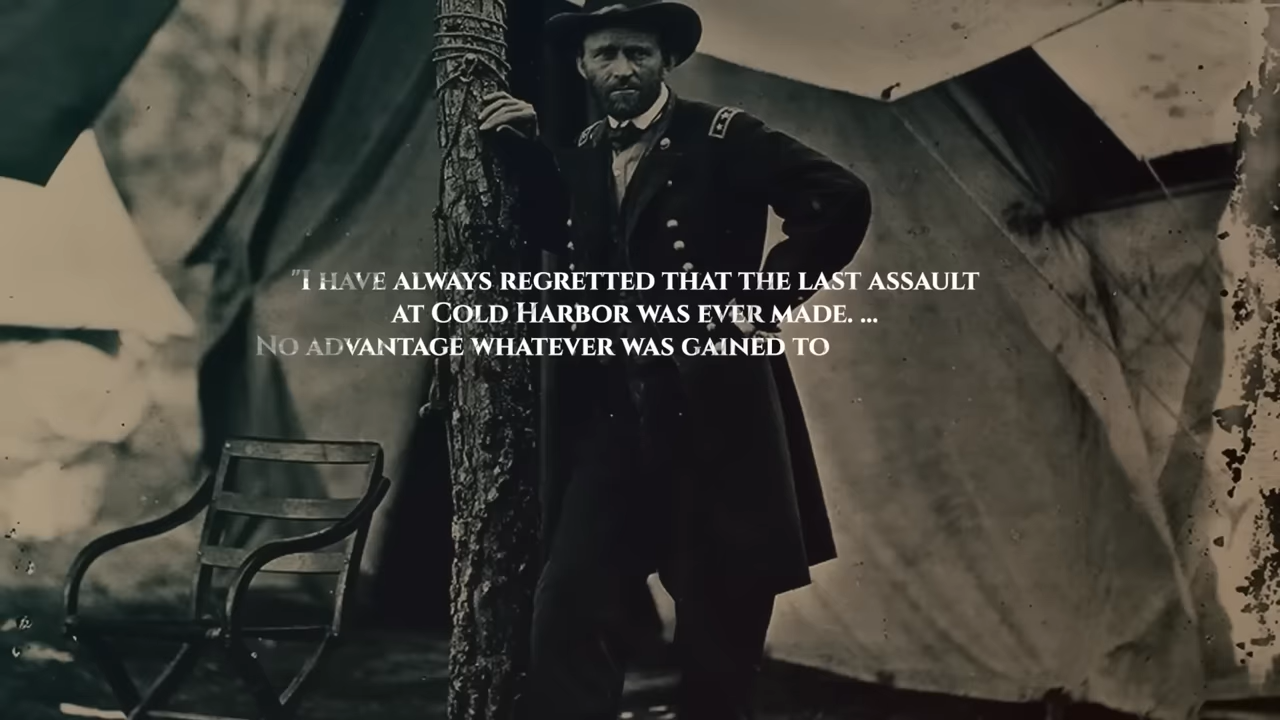 "I have always regretted that the last assault
at Cold Harbor was ever made. ...
No advantage whatever was gained to